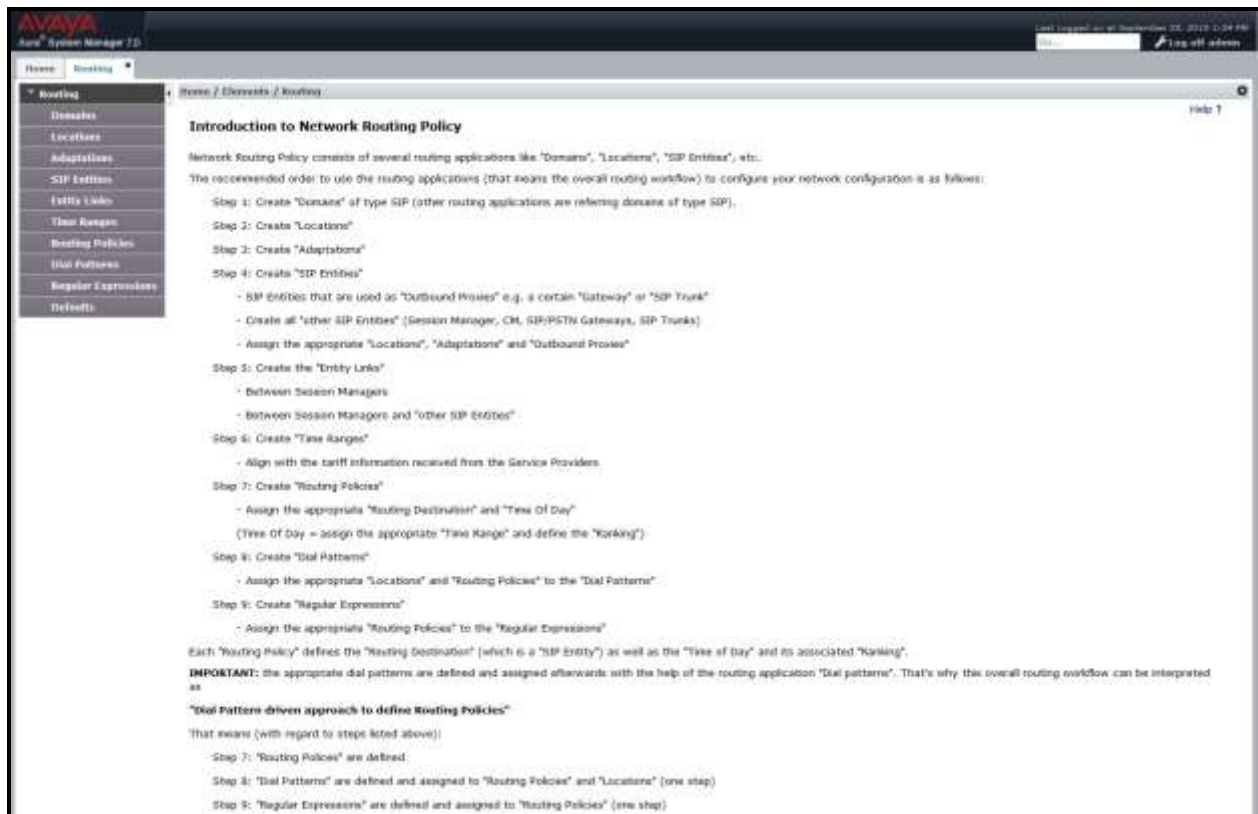 AVAYA
Aura® System Manager 7.0
Last Logged on at September 28, 2015 1:34 PM
Go...
Log off admin
Home
Routing
Routing
Domains
Locations
Adaptations
SIP Entities
Entity Links
Time Ranges
Routing Policies
Dial Patterns
Regular Expressions
Defaults
Home / Elements / Routing
Help ?
Introduction to Network Routing Policy
Network Routing Policy consists of several routing applications like "Domains", "Locations", "SIP Entities", etc.
The recommended order to use the routing applications (that means the overall routing workflow) to configure your network configuration is as follows:
Step 1: Create "Domains" of type SIP (other routing applications are referring domains of type SIP).
Step 2: Create "Locations"
Step 3: Create "Adaptations"
Step 4: Create "SIP Entities"
- SIP Entities that are used as "Outbound Proxies" e.g. a certain "Gateway" or "SIP Trunk"
- Create all "other SIP Entities" (Session Manager, CM, SIP/PSTN Gateways, SIP Trunks)
- Assign the appropriate "Locations", "Adaptations" and "Outbound Proxies"
Step 5: Create the "Entity Links"
- Between Session Managers
- Between Session Managers and "other SIP Entities"
Step 6: Create "Time Ranges"
- Align with the tariff information received from the Service Providers
Step 7: Create "Routing Policies"
- Assign the appropriate "Routing Destination" and "Time Of Day"
(Time Of Day = assign the appropriate "Time Range" and define the "Ranking")
Step 8: Create "Dial Patterns"
- Assign the appropriate "Locations" and "Routing Policies" to the "Dial Patterns"
Step 9: Create "Regular Expressions"
- Assign the appropriate "Routing Policies" to the "Regular Expressions"
Each "Routing Policy" defines the "Routing Destination" (which is a "SIP Entity") as well as the "Time of Day" and its associated "Ranking".
IMPORTANT: the appropriate dial patterns are defined and assigned afterwards with the help of the routing application "Dial patterns". That's why this overall routing workflow can be interpreted
as
"Dial Pattern driven approach to define Routing Policies"
That means (with regard to steps listed above):
Step 7: "Routing Polices" are defined
Step 8: "Dial Patterns" are defined and assigned to "Routing Policies" and "Locations" (one step)
Step 9: "Regular Expressions" are defined and assigned to "Routing Policies" (one step)